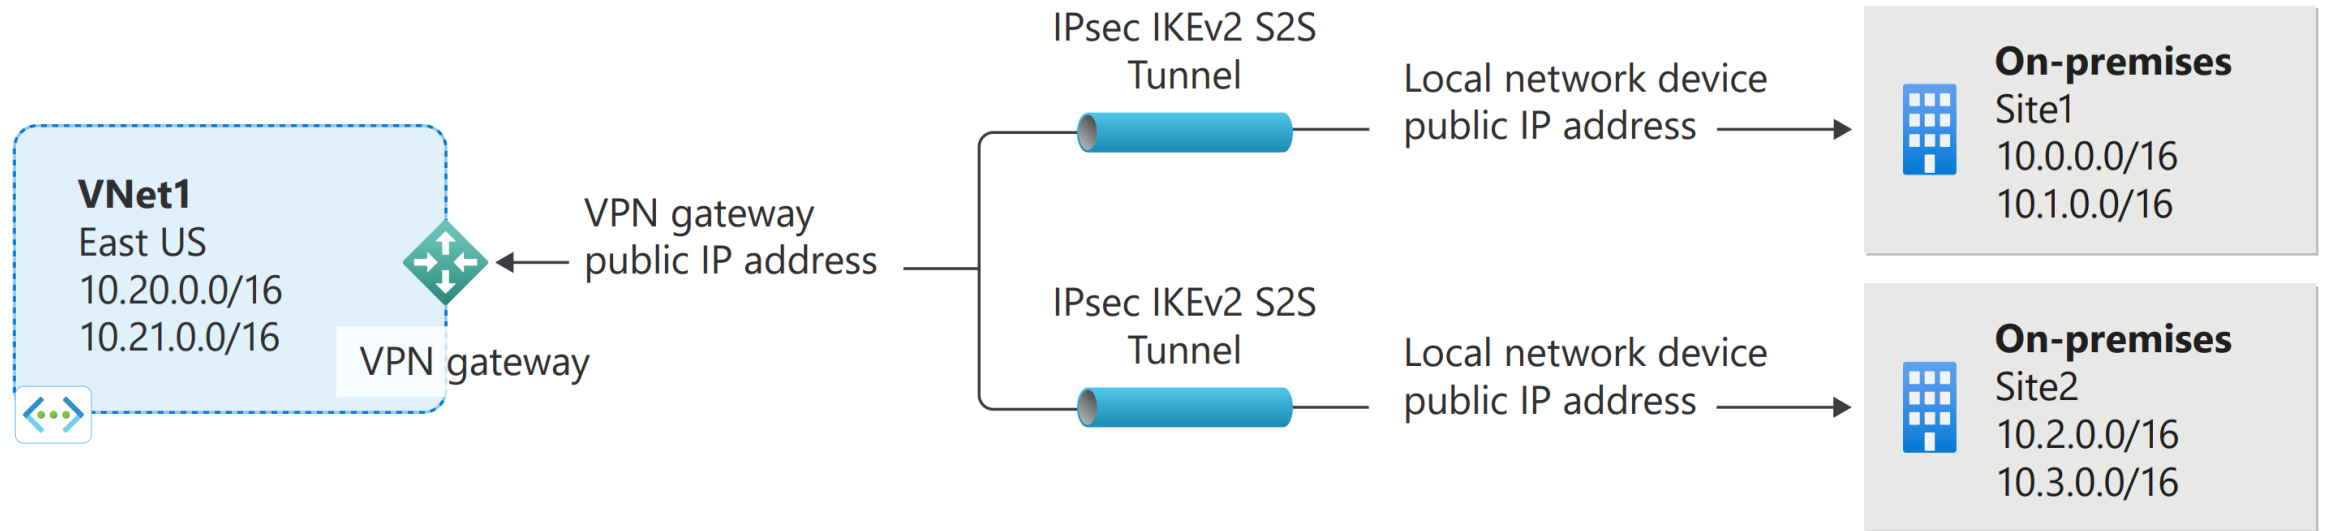 VNet1
East US
10.20.0.0/16
10.21.0.0/16
VPN gateway
VPN gateway
public IP address
IPsec IKEv2 S2S
Tunnel
Local network device
public IP address
On-premises
Site1
10.0.0.0/16
10.1.0.0/16
IPsec IKEv2 S2S
Tunnel
Local network device
public IP address
On-premises
Site2
10.2.0.0/16
10.3.0.0/16